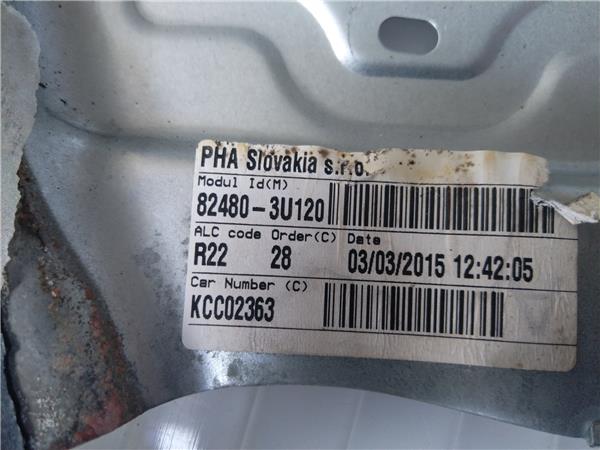 PHA Slovakia s.r.o.
Modul Id(M)
82480-3U120
ALC code Order(C) Date
R22 28 03/03/2015 12:42:05
Car Number (C)
KCC02363